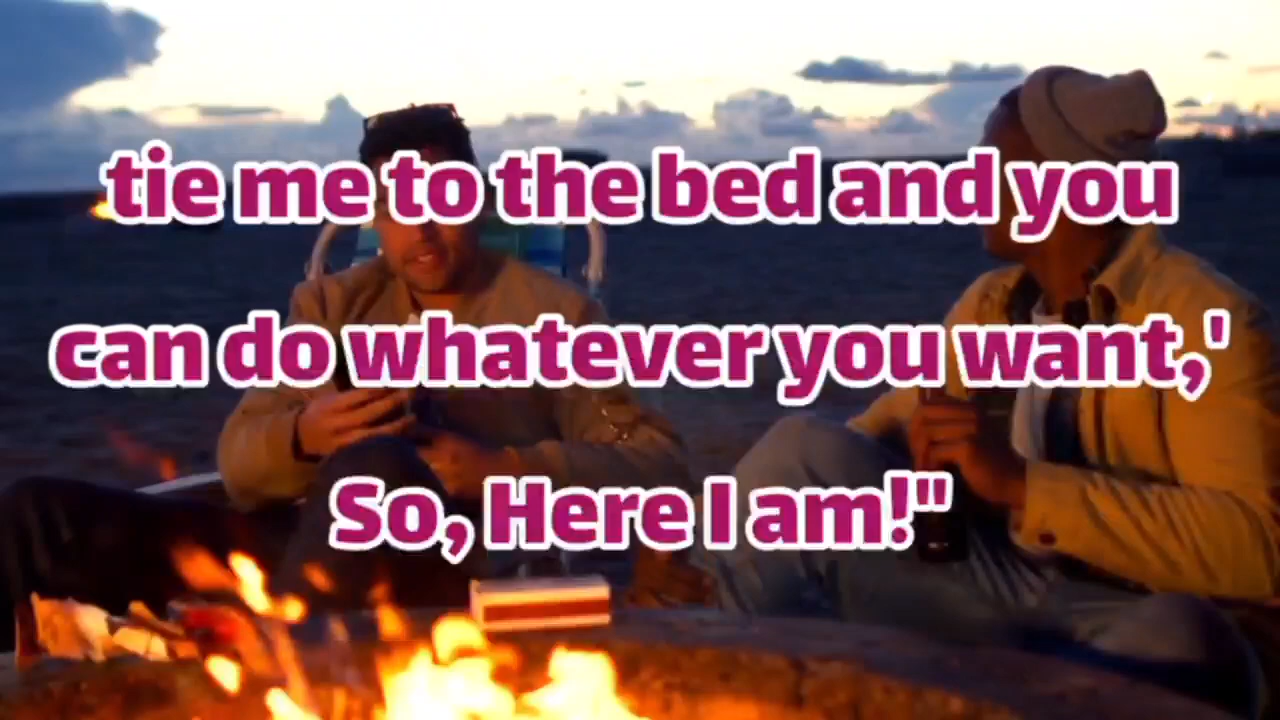 tie me to the bed and you
can do whatever you want,'
So, Here I am!"